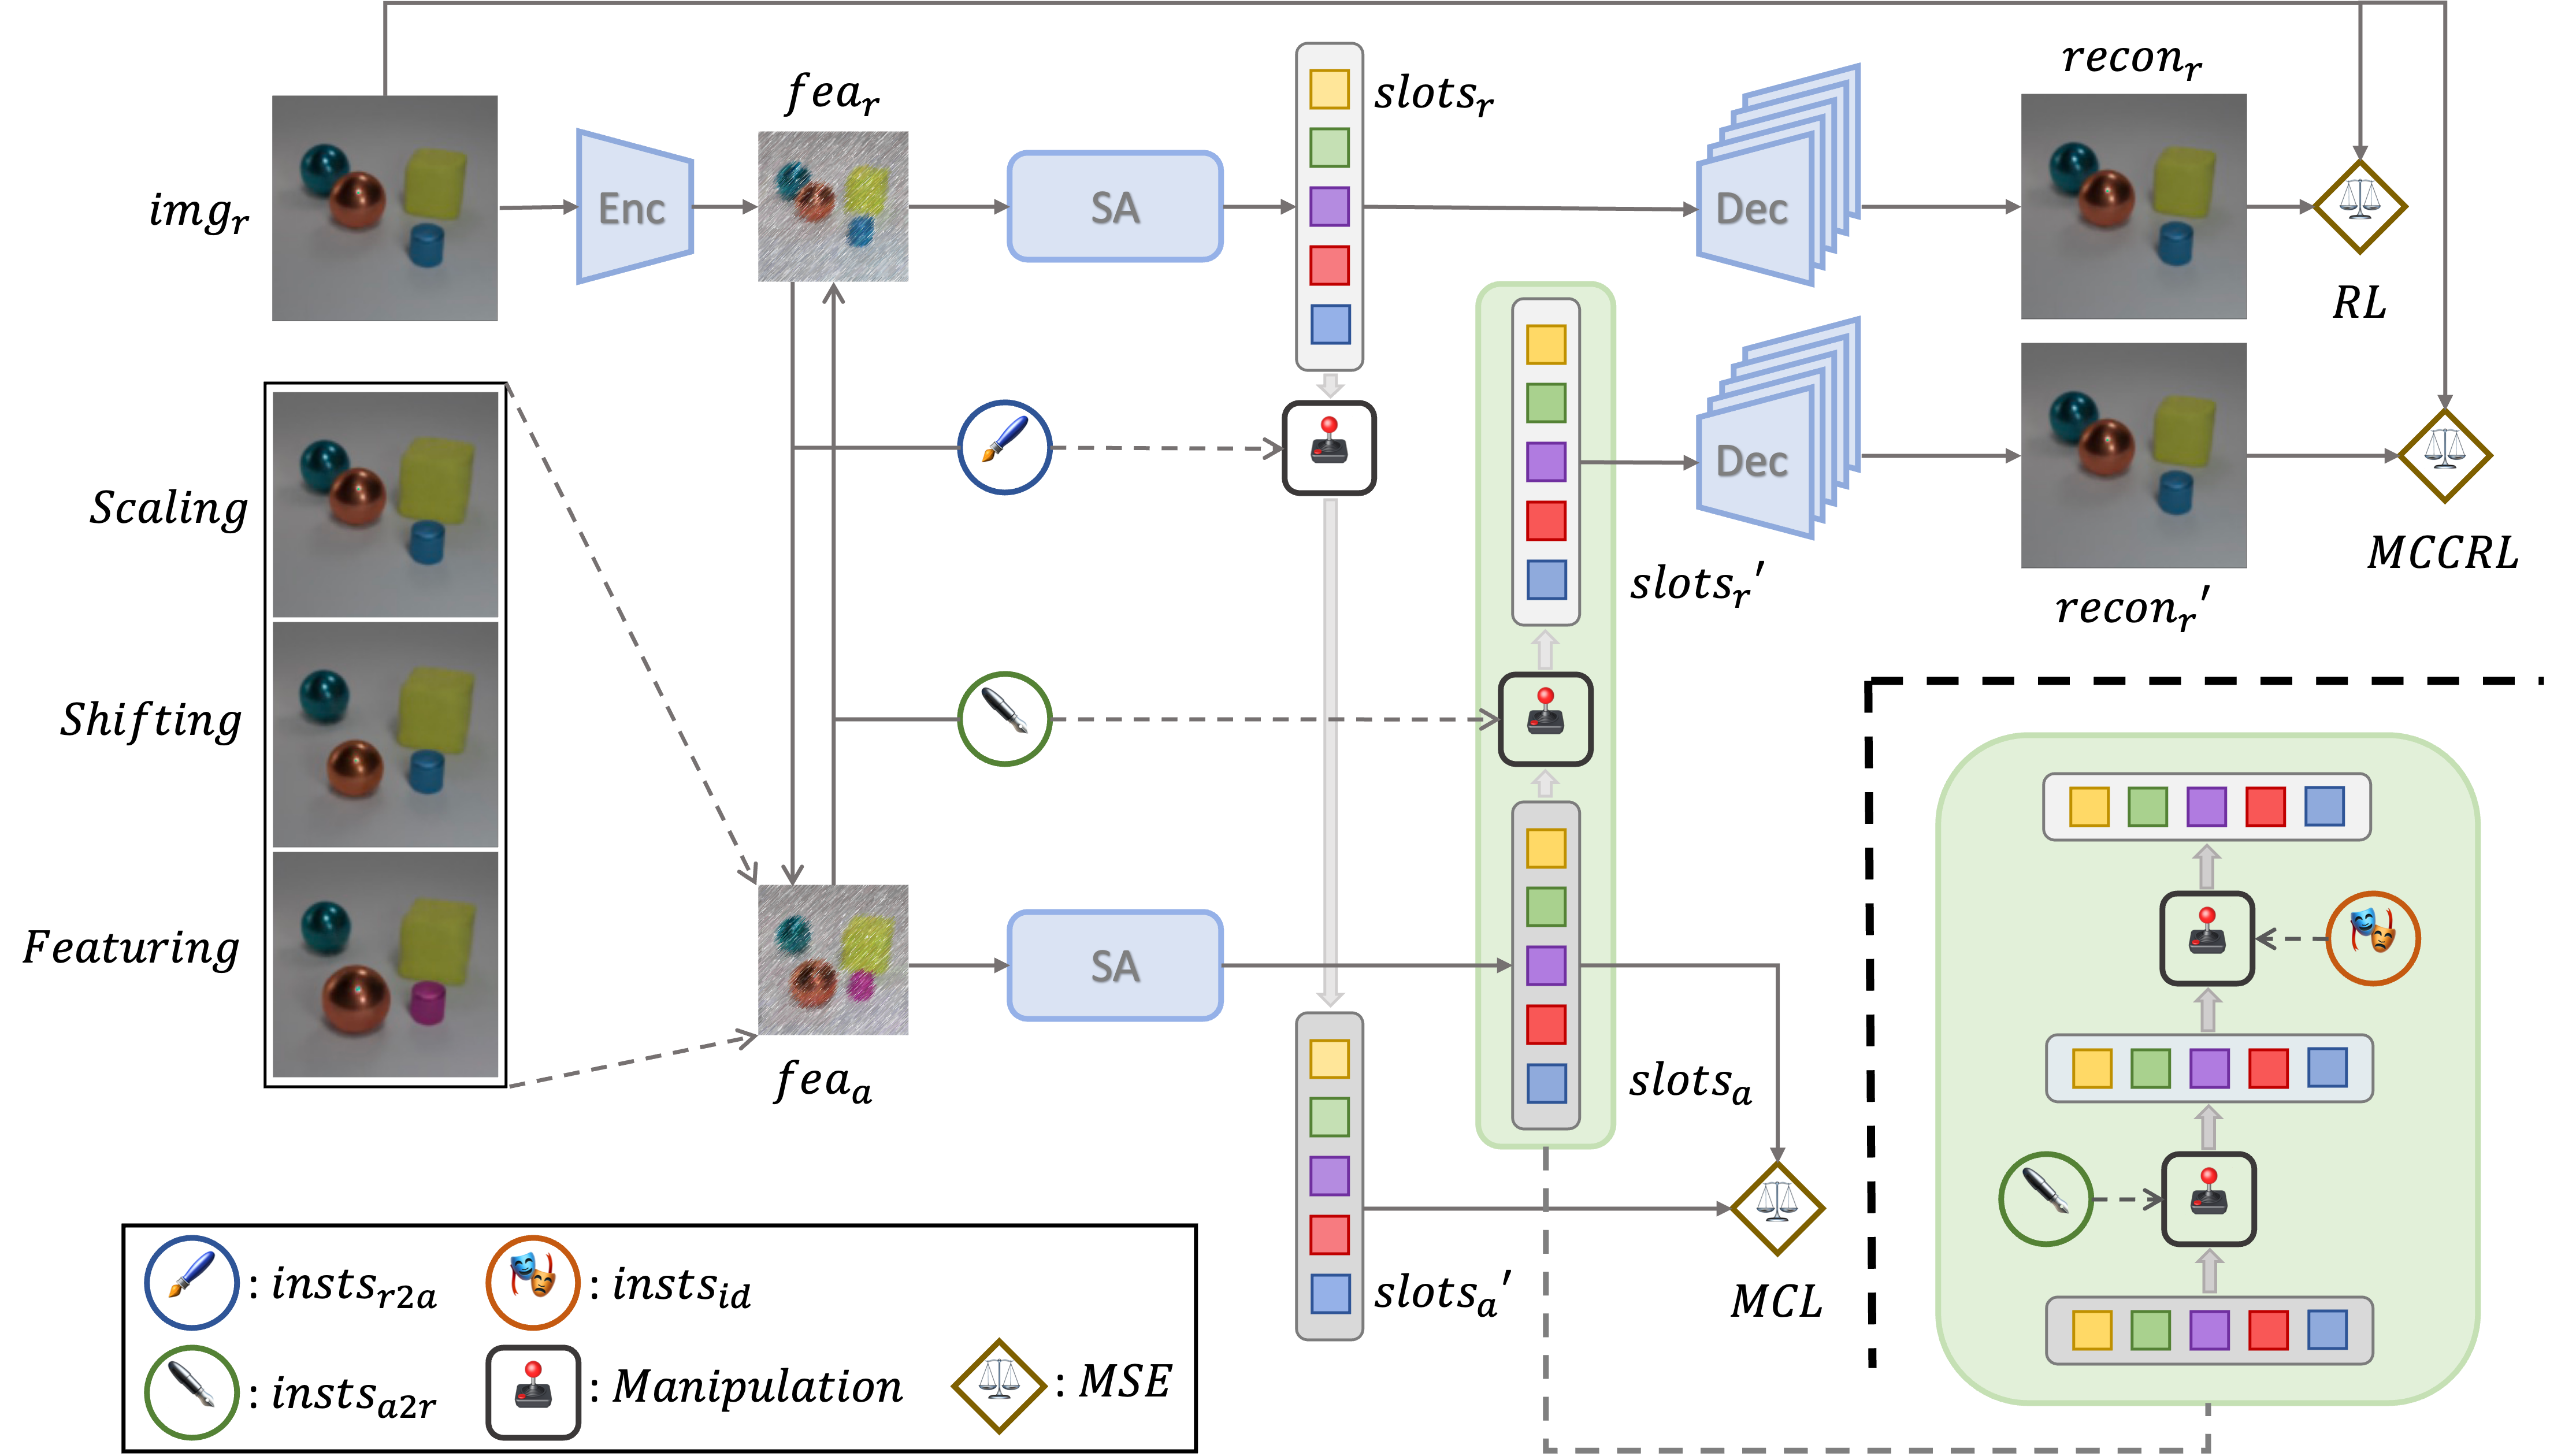 img_r
Enc
fea_r
SA
slots_r
Dec
recon_r
RL
Scaling
Shifting
Featuring
Dec
slots_r'
recon_r'
MCCRL
fea_a
SA
slots_a
slots_a'
MCL
: insts_{r2a}
: insts_{id}
: insts_{a2r}
: Manipulation
: MSE